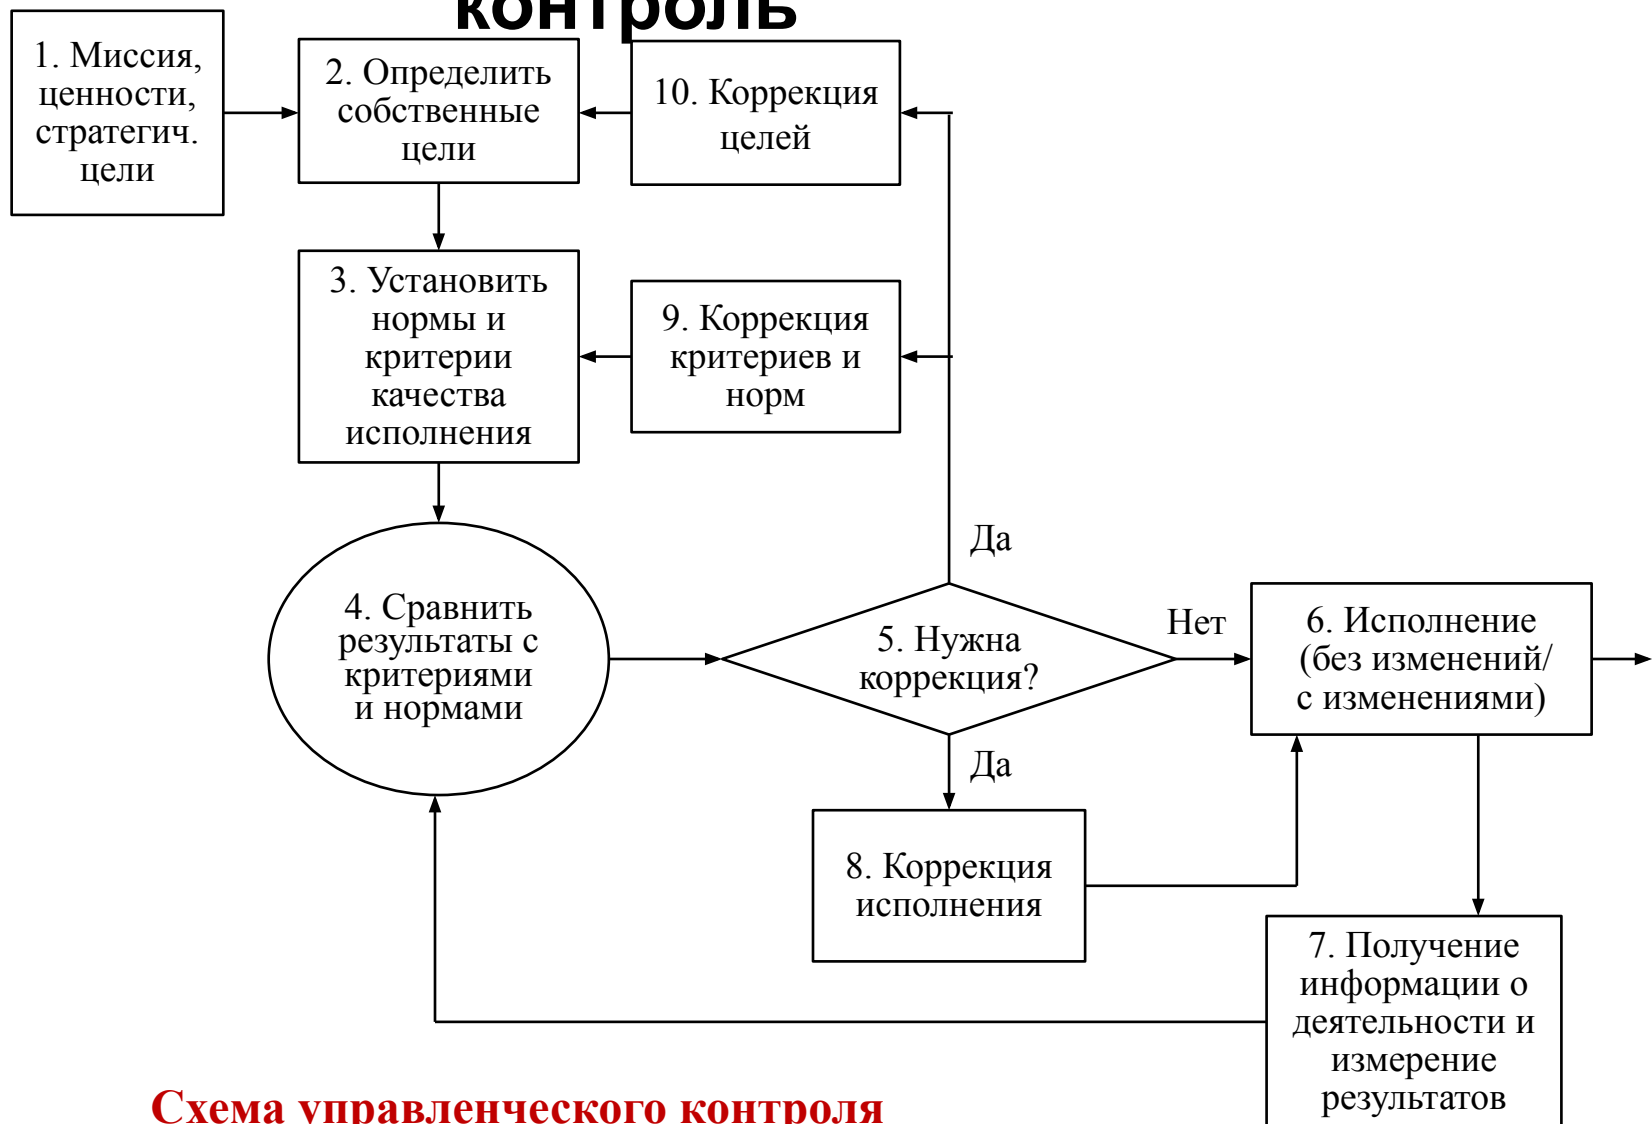 контроль
1. Миссия,
ценности,
стратегич.
цели
2. Определить
собственные
цели
10. Коррекция
целей
3. Установить
нормы и
критерии
качества
исполнения
9. Коррекция
критериев и
норм
Да
4. Сравнить
результаты с
критериями
и нормами
5. Нужна
коррекция?
Нет
6. Исполнение
(без изменений/
с изменениями)
Да
8. Коррекция
исполнения
7. Получение
информации о
деятельности и
измерение
результатов
Схема управленческого контроля